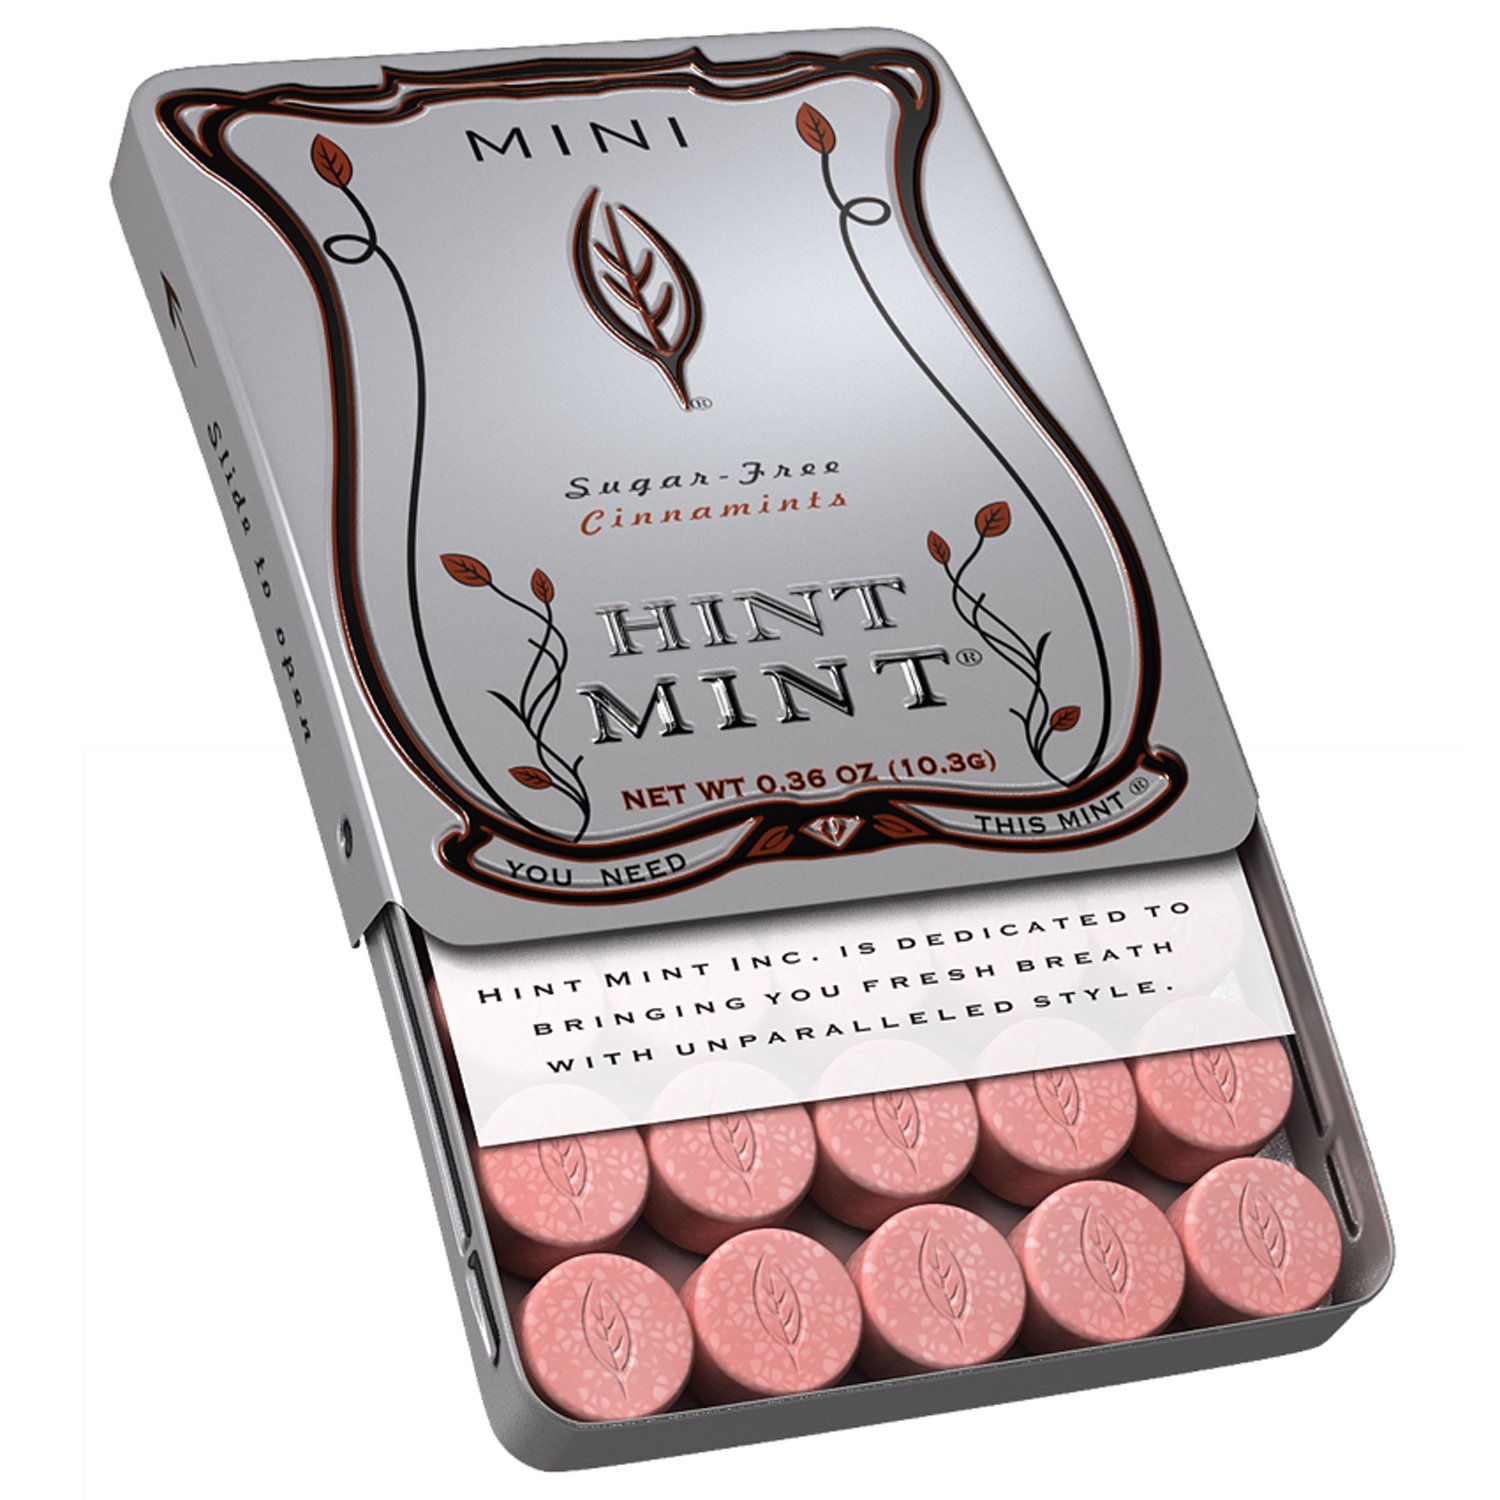 MINI
®
Sugar-Free
Cinnamints
HINT
MINT®
NET WT 0.36 OZ (10.3G)
YOU NEED THIS MINT®
Slide to open
HINT MINT INC. IS DEDICATED TO
BRINGING YOU FRESH BREATH
WITH UNPARALLELED STYLE.